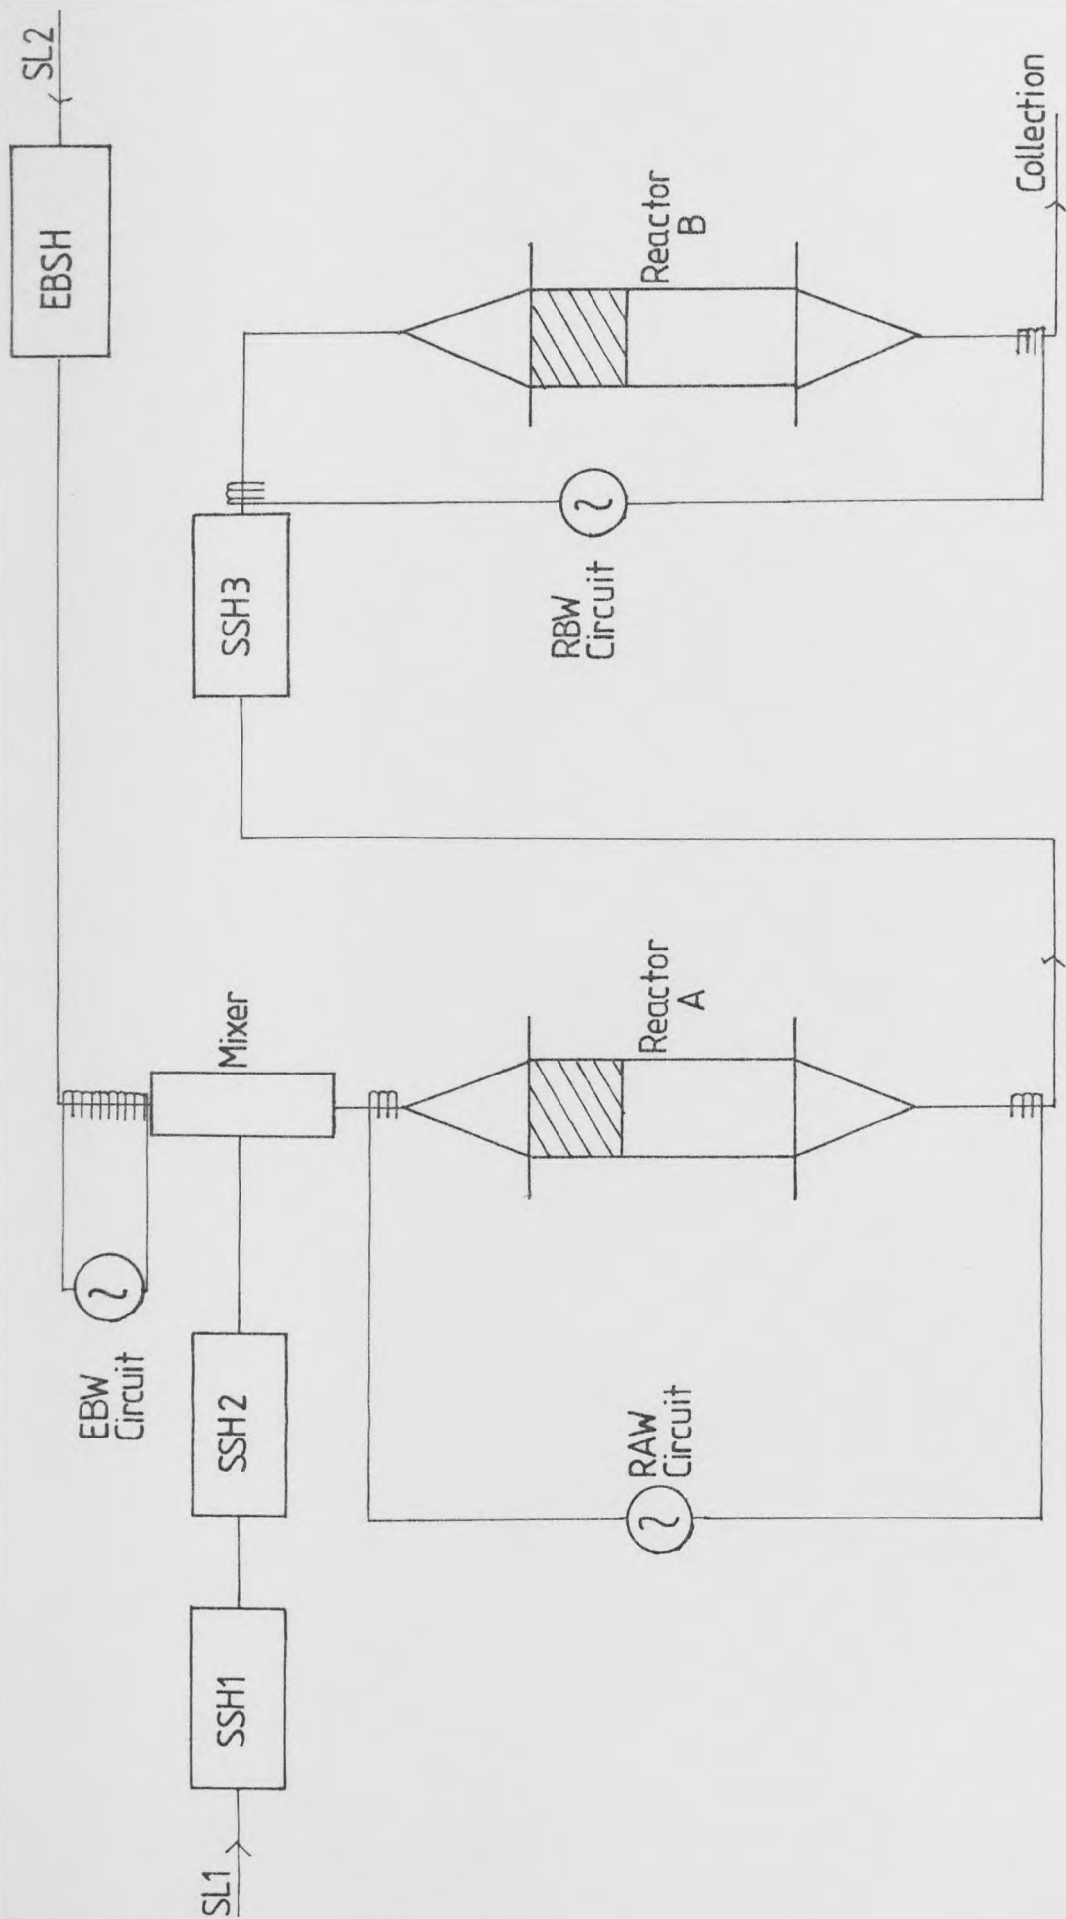 SL2
EBSH
EBW
Circuit
Mixer
SL1
SSH1
SSH2
SSH3
RAW
Circuit
Reactor
A
RBW
Circuit
Reactor
B
Collection